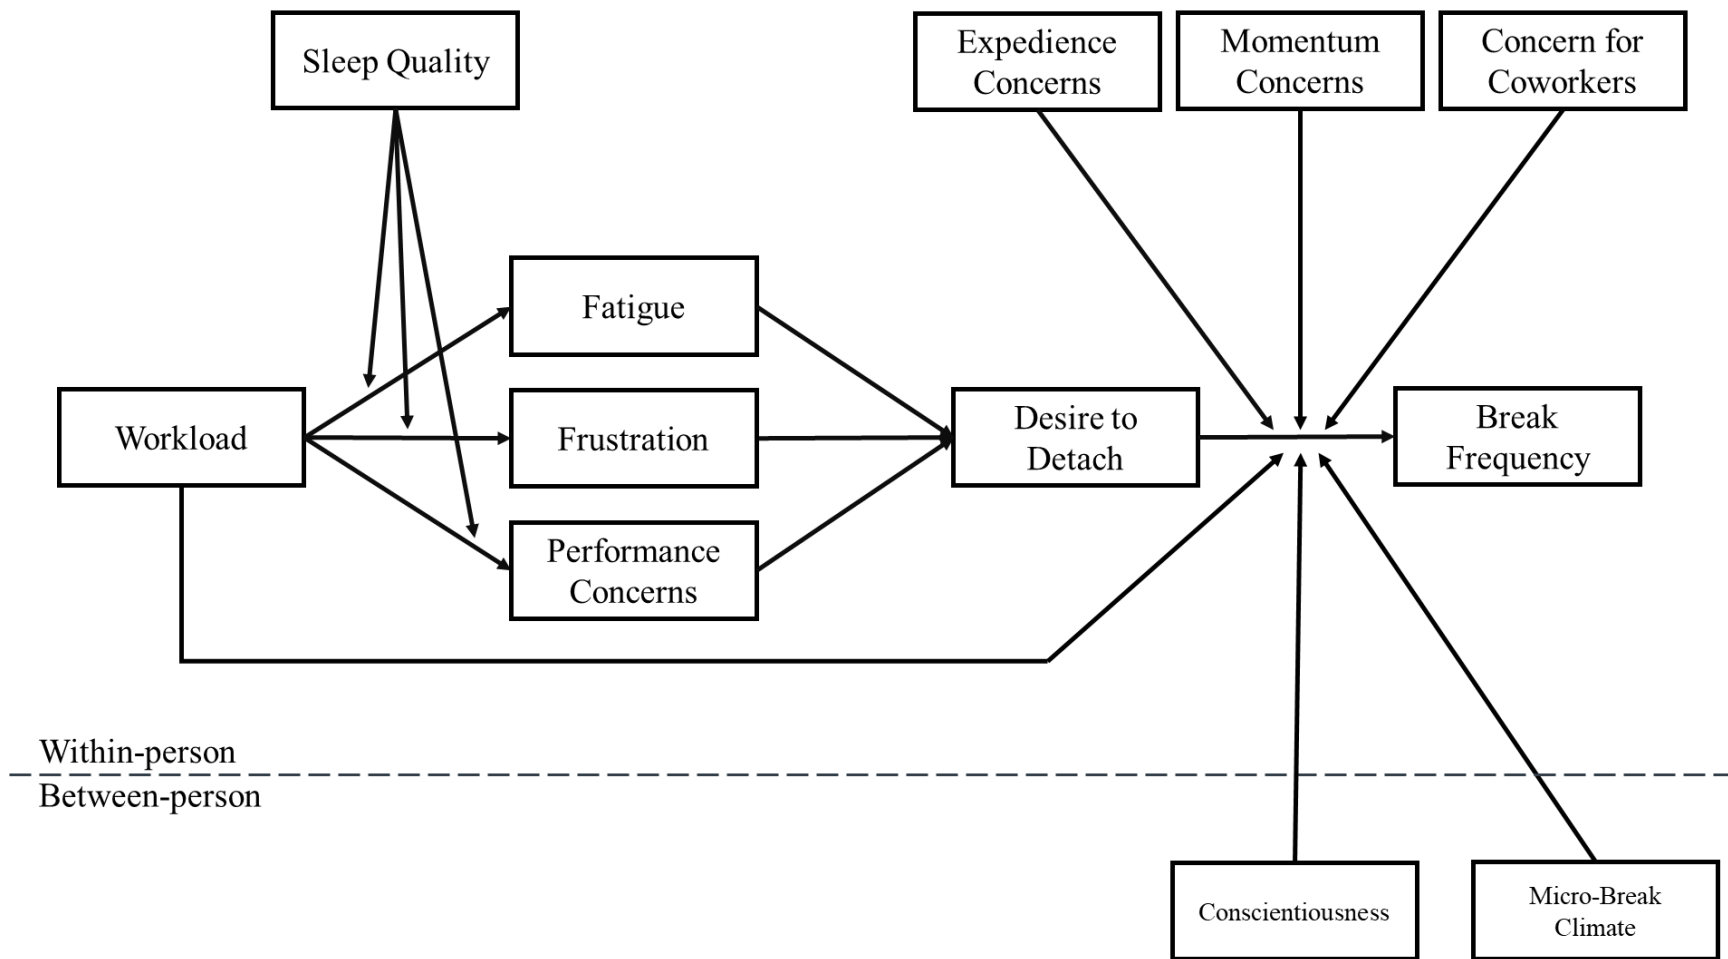 Sleep Quality
Expedience
Concerns
Momentum
Concerns
Concern for
Coworkers
Fatigue
Workload
Frustration
Desire to
Detach
Break
Frequency
Performance
Concerns
Within-person
Between-person
Conscientiousness
Micro-Break
Climate